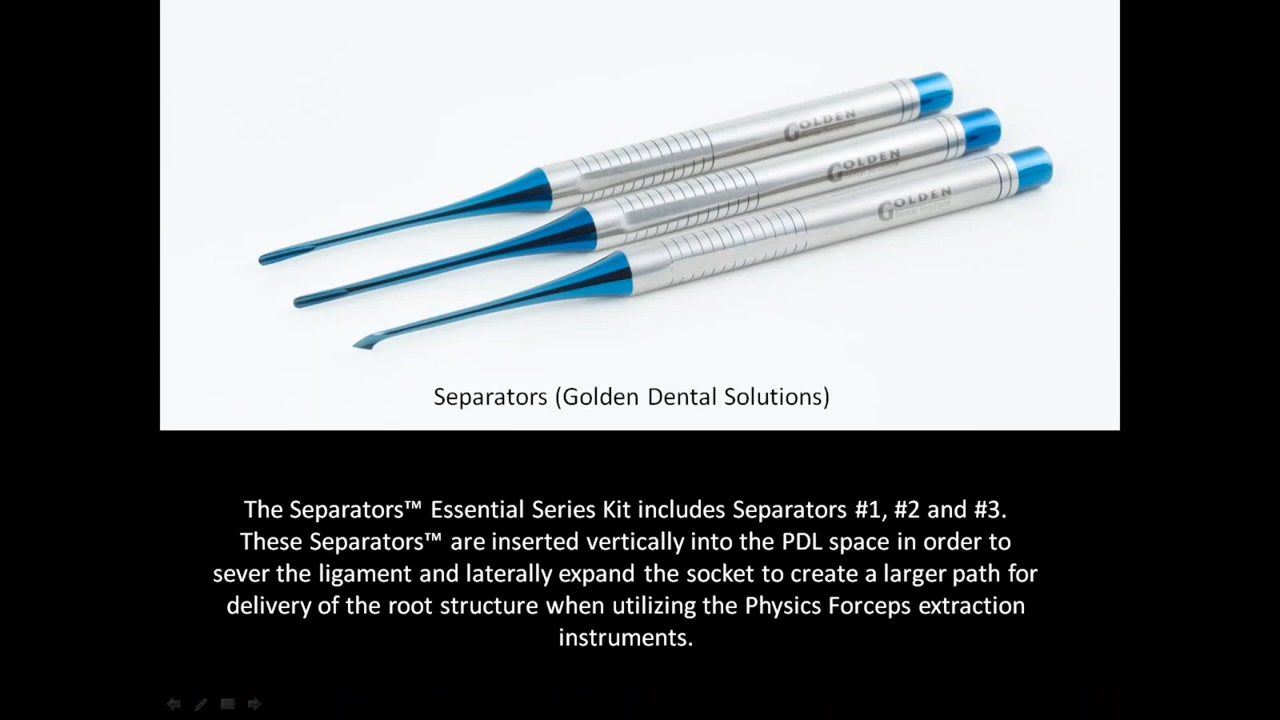 GOLDEN
GOLDEN
GOLDEN
Dental Solutions
Separators (Golden Dental Solutions)
The Separators™ Essential Series Kit includes Separators #1, #2 and #3.
These Separators™ are inserted vertically into the PDL space in order to
sever the ligament and laterally expand the socket to create a larger path for
delivery of the root structure when utilizing the Physics Forceps extraction
instruments.